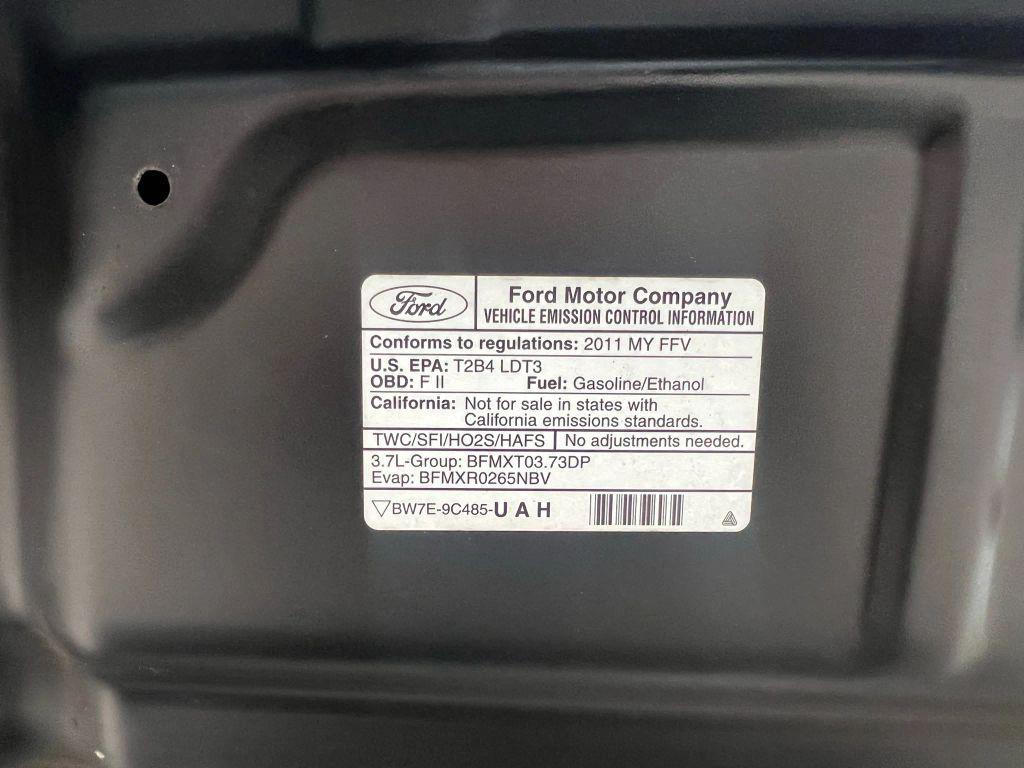 Ford
Ford Motor Company
VEHICLE EMISSION CONTROL INFORMATION
Conforms to regulations: 2011 MY FFV
U.S. EPA: T2B4 LDT3
OBD: F II Fuel: Gasoline/Ethanol
California: Not for sale in states with
California emissions standards.
TWC/SFI/HO2S/HAFS No adjustments needed.
3.7L-Group: BFMXT03.73DP
Evap: BFMXR0265NBV
BW7E-9C485-U A H